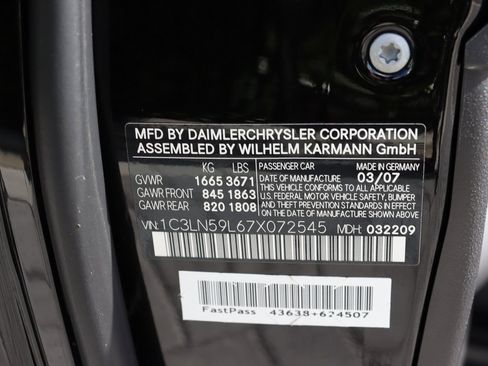 MFD BY DAIMLERCHRYSLER CORPORATION
ASSEMBLED BY WILHELM KARMANN GmbH
KG LBS PASSENGER CAR MADE IN GERMANY
GVWR 1665 3671 DATE OF MANUFACTURE 03/07
GAWR FRONT 845 1863 THIS VEHICLE CONFORMS TO ALL APPLICABLE
U.S. FEDERAL MOTOR VEHICLE SAFETY, BUMPER,
GAWR REAR 820 1808 AND THEFT PREVENTION STANDARDS IN EFFECT
ON THE DATE OF MANUFACTURE SHOWN ABOVE.
VIN: 1C3LN59L67X072545 MDH: 032209
FastPass 43638+624507